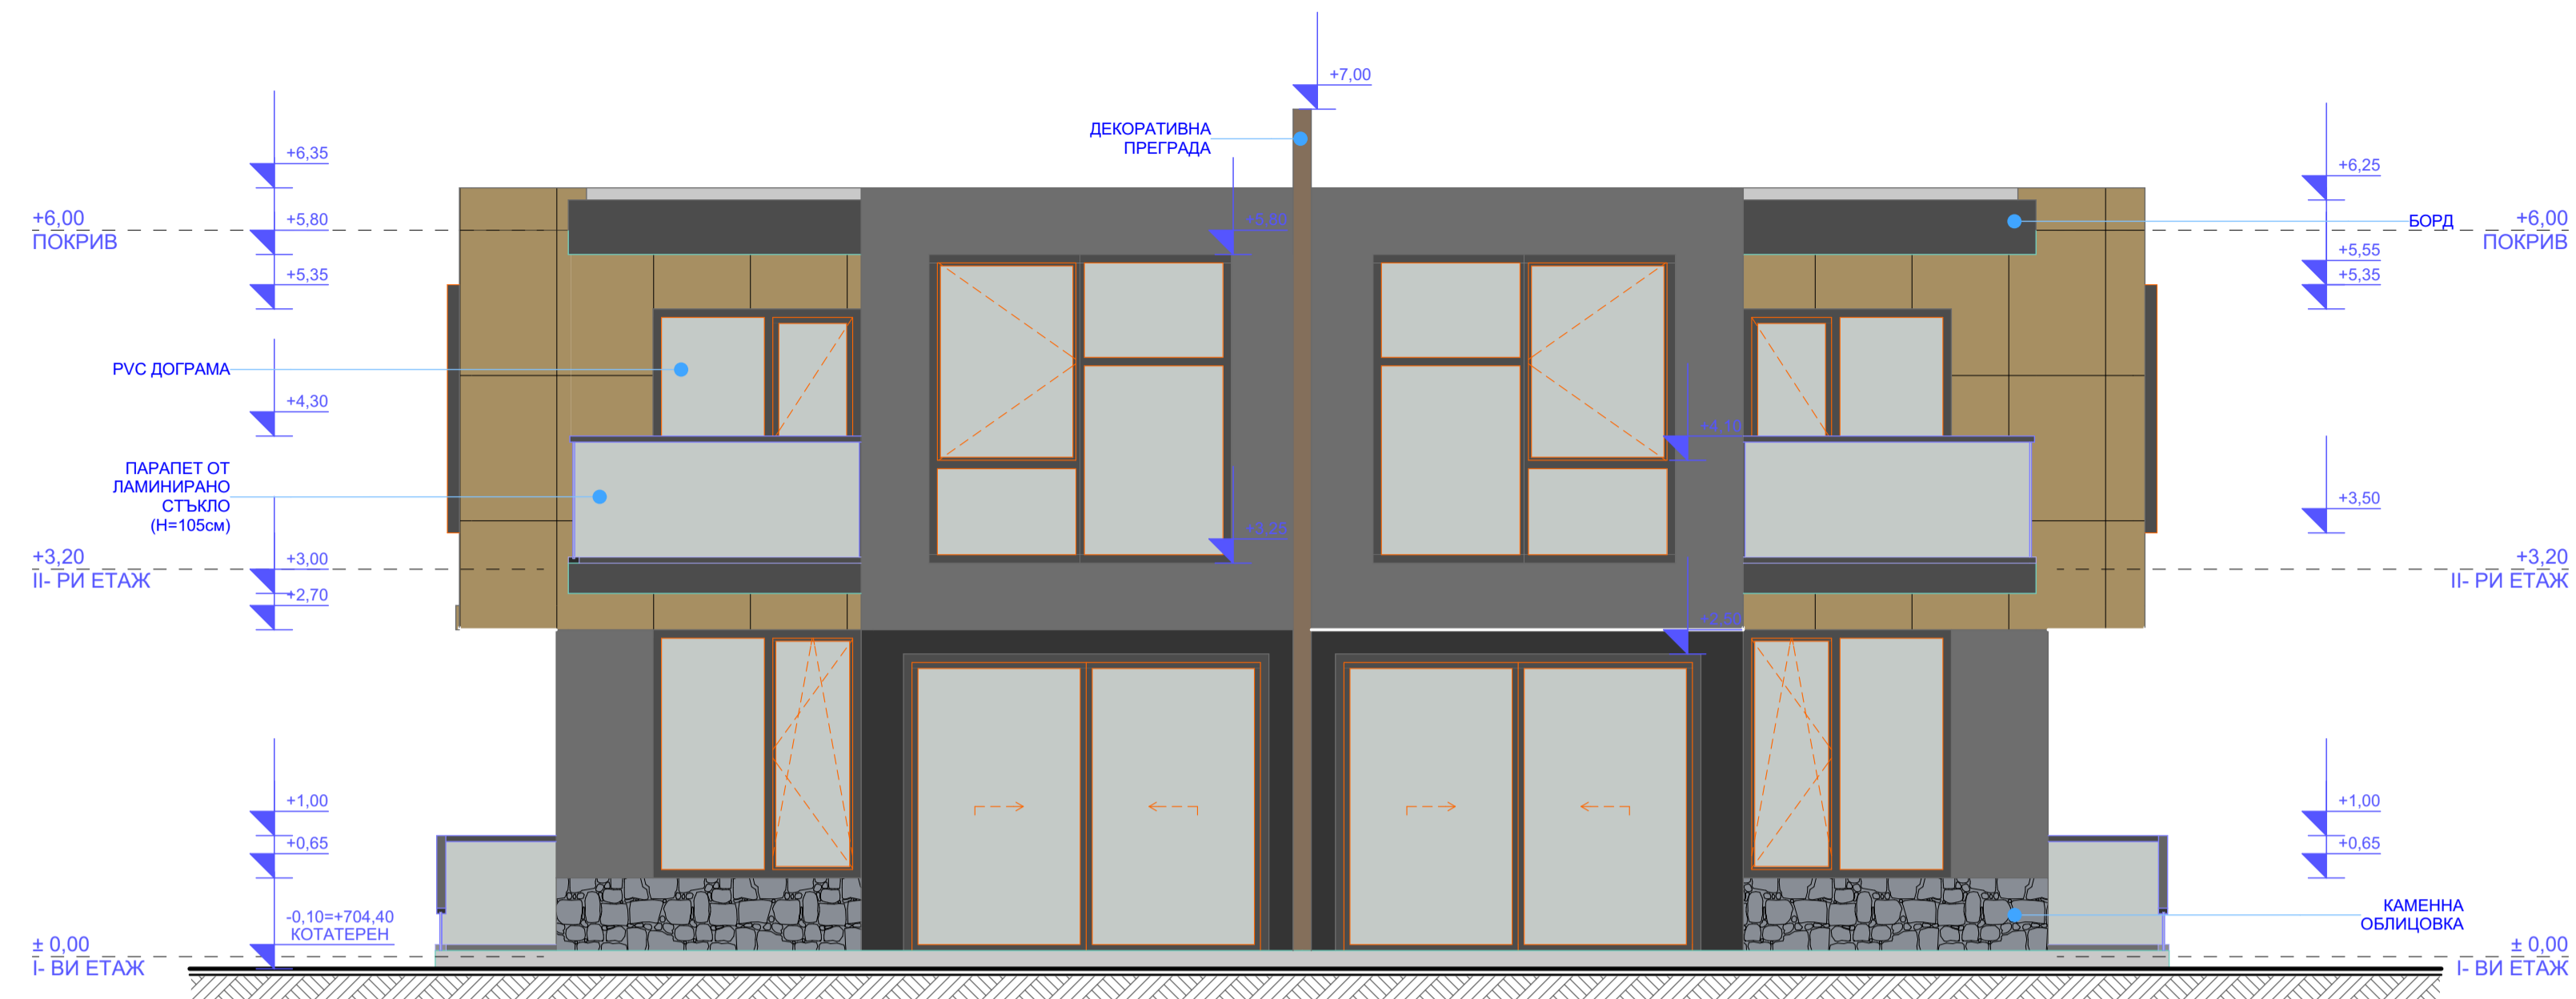 +7,00
ДЕКОРАТИВНА
ПРЕГРАДА
+6,35
+6,25
+6,00
ПОКРИВ
+5,80
+5,80
БОРД
+6,00
ПОКРИВ
+5,35
+5,55
+5,35
PVC ДОГРАМА
+4,30
+4,10
ПАРАПЕТ ОТ
ЛАМИНИРАНО
СТЪКЛО
(H=105см)
+3,50
+3,25
+3,20
II- РИ ЕТАЖ
+3,00
+2,70
+3,20
II- РИ ЕТАЖ
+2,50
+1,00
+0,65
+1,00
+0,65
-0,10=+704,40
КОТАТЕРЕН
КАМЕННА
ОБЛИЦОВКА
± 0,00
I- ВИ ЕТАЖ
± 0,00
I- ВИ ЕТАЖ